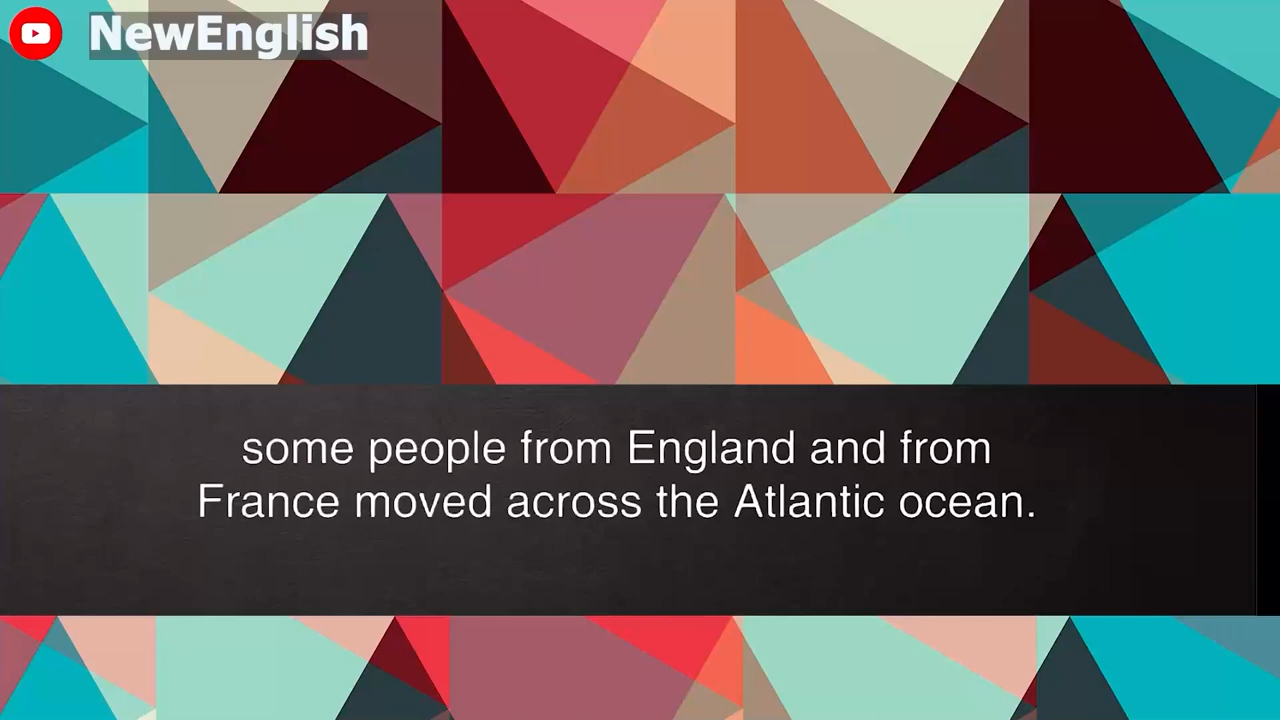 NewEnglish
some people from England and from
France moved across the Atlantic ocean.